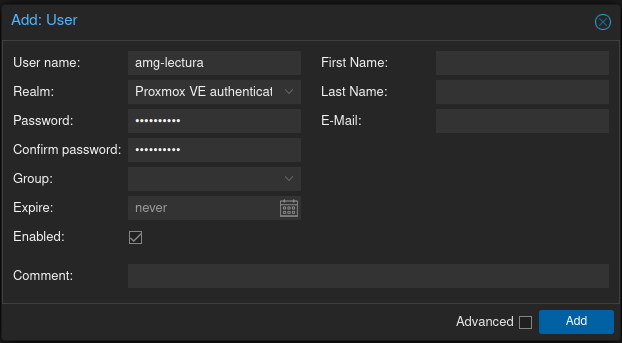 Add: User
User name: amg-lectura First Name:
Realm: Proxmox VE authenticat Last Name:
Password: •••••••••• E-Mail:
Confirm password: ••••••••••
Group:
Expire: never
Enabled:
Comment:
Advanced Add